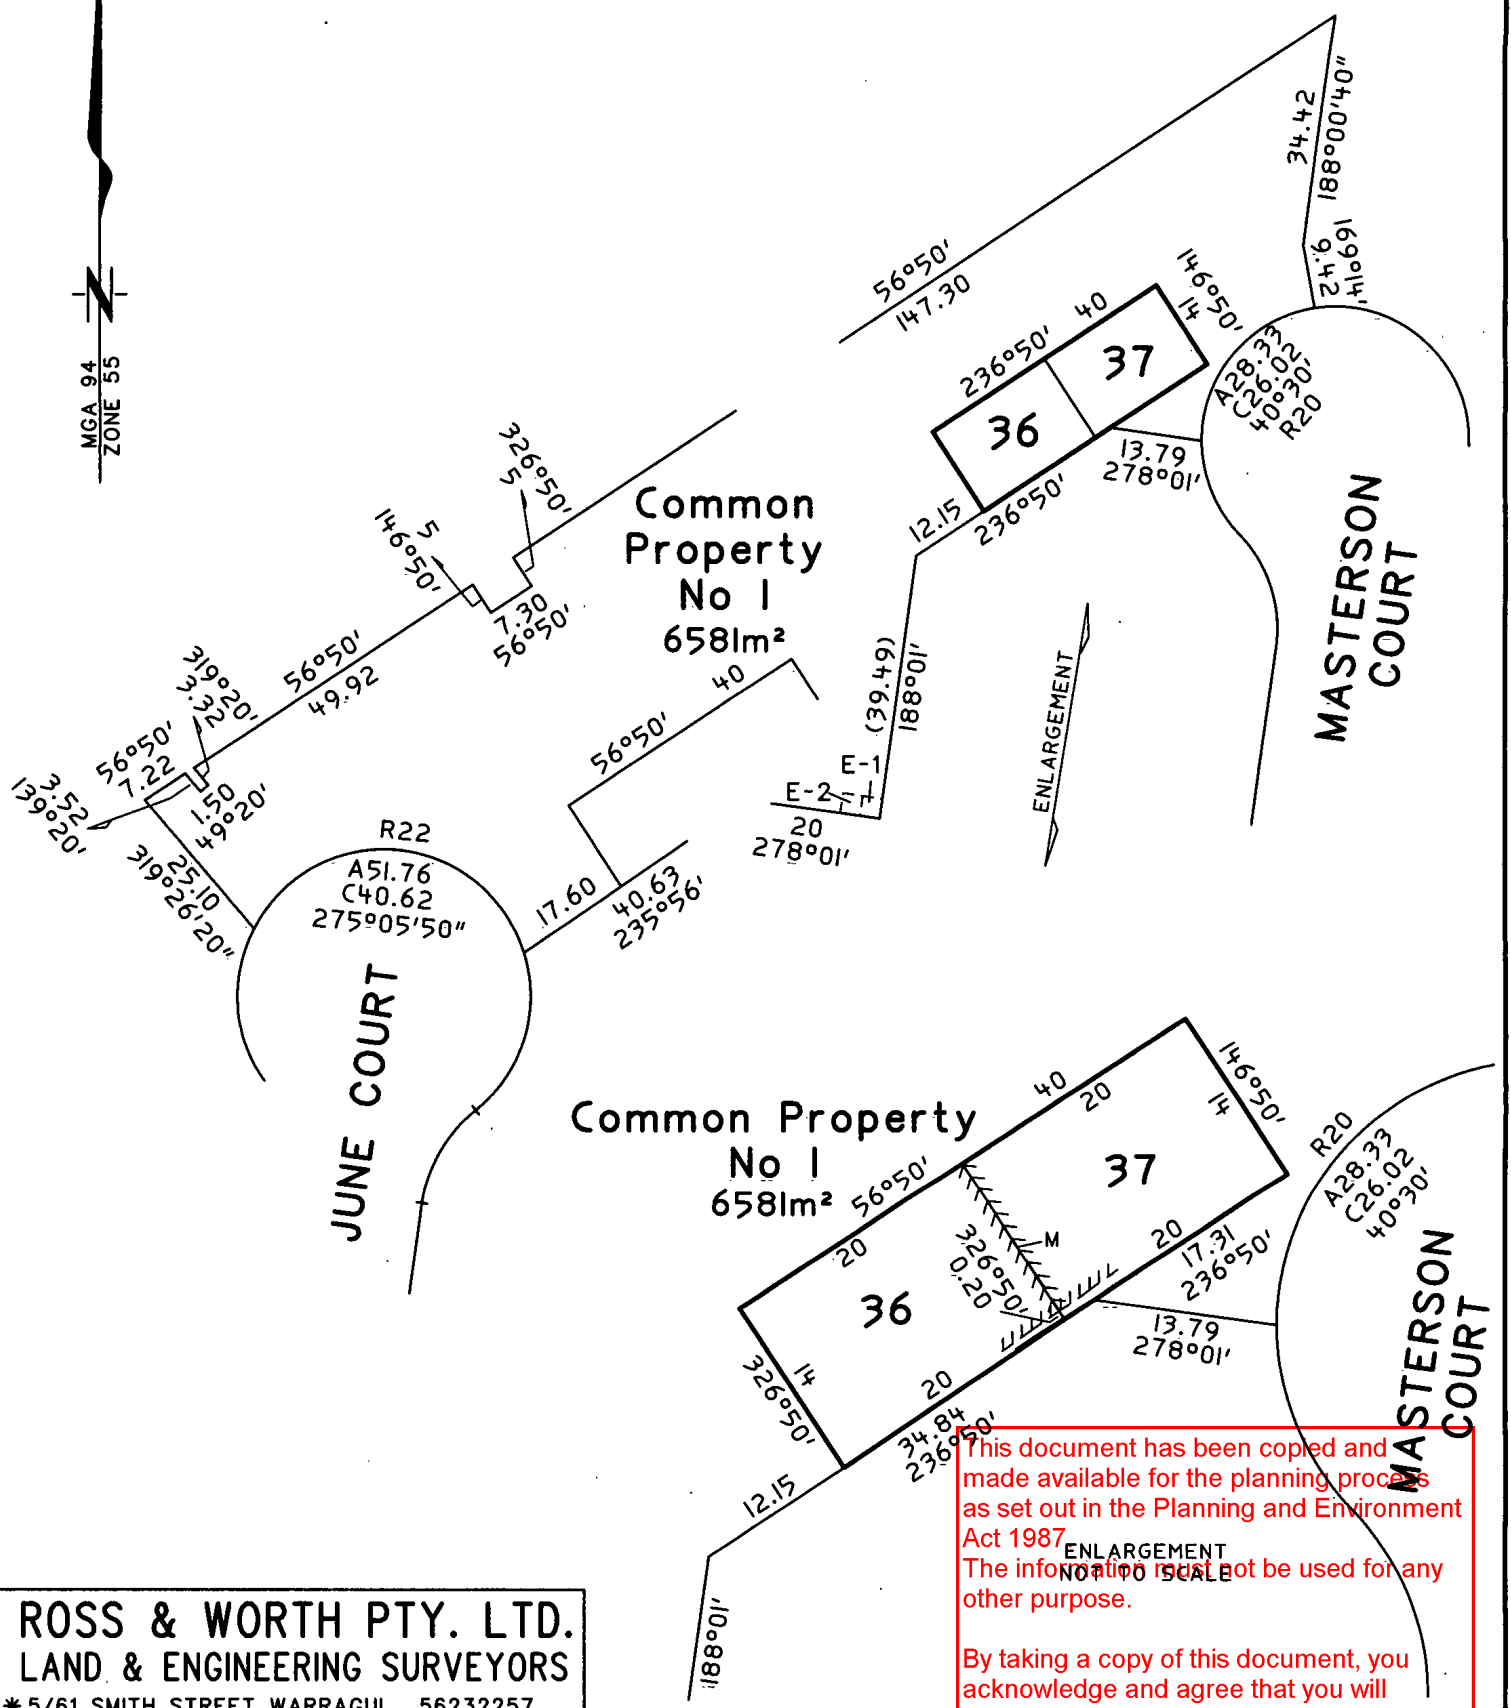 MGA 94
ZONE 55
34.42
188°00'40"
169°14'
9.42
56°50'
147.30
236°50'
40
146°50'
14
37
36
A28.33
C26.02
40°30'
R20
13.79
278°01'
12.15
236°50'
326°50'
5
5
146°50'
Common
Property
No 1
6581m²
7.30
56°50'
MASTERSON
COURT
56°50'
49.92
319°20'
3.32
56°50'
7.22
3.52
139°20'
49°20'
25.10
319°26'20"
40
56°50'
(39.49)
188°01'
E-1
E-2
20
278°01'
ENLARGEMENT
R22
A51.76
C40.62
275°05'50"
17.60
40.63
235°56'
JUNE COURT
Common Property
No 1
6581m²
40
20
146°50'
14
37
56°50'
20
36
326°50'
0.20
M
20
17.31
236°50'
R20
A28.33
C26.02
40°30'
13.79
278°01'
MASTERSON
COURT
14
326°50'
20
34.84
236°50'
12.15
188°01'
ENLARGEMENT
NOT TO SCALE
This document has been copied and
made available for the planning process
as set out in the Planning and Environment
Act 1987.
The information must not be used for any
other purpose.
By taking a copy of this document, you
acknowledge and agree that you will
ROSS & WORTH PTY. LTD.
LAND & ENGINEERING SURVEYORS
* 5/61 SMITH STREET WARRAGUL 56232257